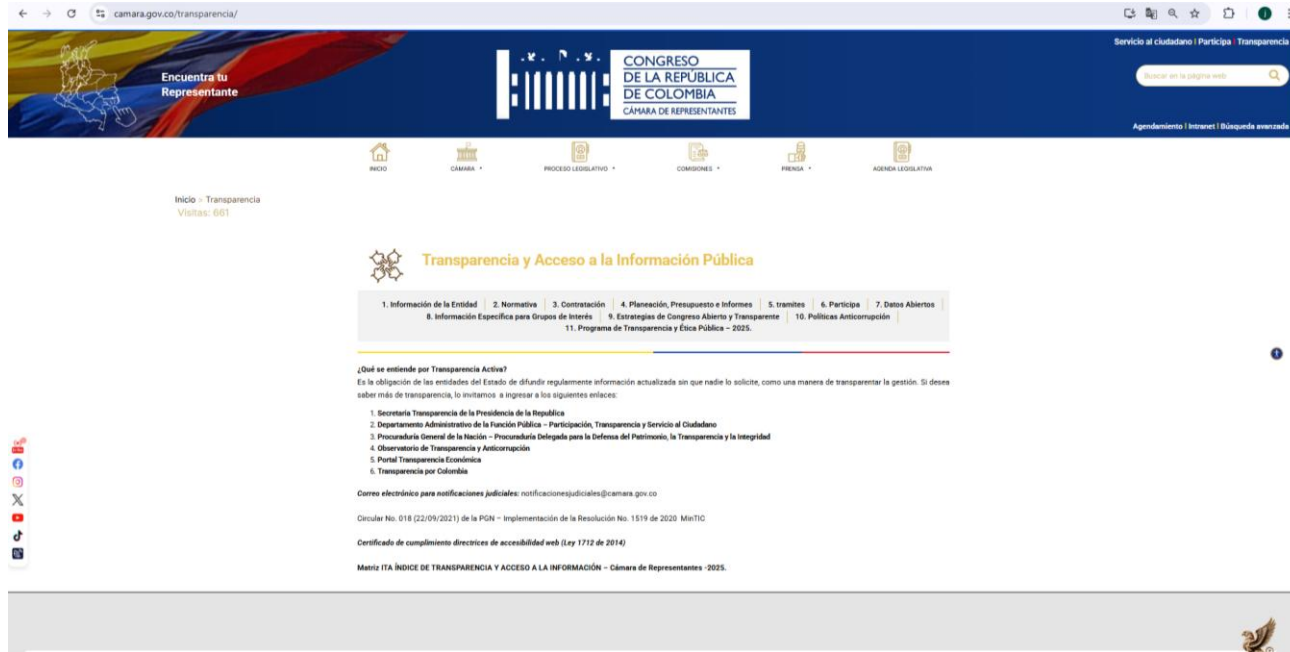 camara.gov.co/transparencia/
Servicio al ciudadano | Participa | Transparencia
Encuentra tu
Representante
CONGRESO
DE LA REPÚBLICA
DE COLOMBIA
CÁMARA DE REPRESENTANTES
Buscar en la página web
Agendamiento | Intranet | Búsqueda avanzada
INICIO
CÁMARA
PROCESO LEGISLATIVO
COMISIONES
PRENSA
AGENDA LEGISLATIVA
Inicio > Transparencia
Visitas: 661
Transparencia y Acceso a la Información Pública
1. Información de la Entidad | 2. Normativa | 3. Contratación | 4. Planeación, Presupuesto e Informes | 5. tramites | 6. Participa | 7. Datos Abiertos
8. Información Específica para Grupos de Interés | 9. Estrategias de Congreso Abierto y Transparente | 10. Políticas Anticorrupción
11. Programa de Transparencia y Ética Pública – 2025.
¿Qué se entiende por Transparencia Activa?
Es la obligación de las entidades del Estado de difundir regularmente información actualizada sin que nadie lo solicite, como una manera de transparentar la gestión. Si desea
saber más de transparencia, lo invitamos a ingresar a los siguientes enlaces:
1. Secretaria Transparencia de la Presidencia de la Republica
2. Departamento Administrativo de la Función Pública – Participación, Transparencia y Servicio al Ciudadano
3. Procuraduría General de la Nación – Procuraduría Delegada para la Defensa del Patrimonio, la Transparencia y la Integridad
4. Observatorio de Transparencia y Anticorrupción
5. Portal Transparencia Económica
6. Transparencia por Colombia
Correo electrónico para notificaciones judiciales: notificacionesjudiciales@camara.gov.co
Circular No. 018 (22/09/2021) de la PGN – Implementación de la Resolución No. 1519 de 2020 MinTIC
Certificado de cumplimiento directrices de accesibilidad web (Ley 1712 de 2014)
Matriz ITA ÍNDICE DE TRANSPARENCIA Y ACCESO A LA INFORMACIÓN – Cámara de Representantes -2025.